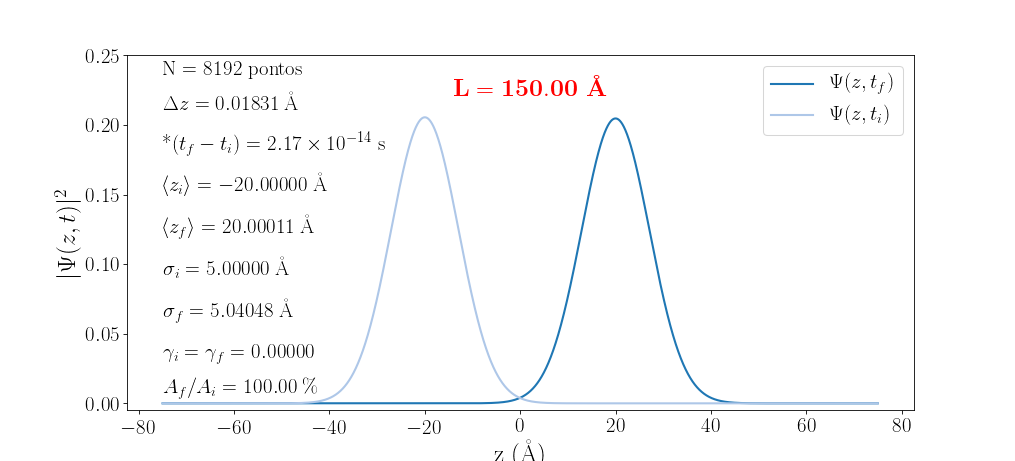 0.25
0.20
0.15
0.10
0.05
0.00
|Ψ(z, t)|²
N = 8192 pontos
Δz = 0.01831 Å
*(t_f − t_i) = 2.17 × 10⁻¹⁴ s
⟨z_i⟩ = −20.00000 Å
⟨z_f⟩ = 20.00011 Å
σ_i = 5.00000 Å
σ_f = 5.04048 Å
γ_i = γ_f = 0.00000
A_f/A_i = 100.00 %
L = 150.00 Å
Ψ(z, t_f)
Ψ(z, t_i)
−80 −60 −40 −20 0 20 40 60 80
z (Å)